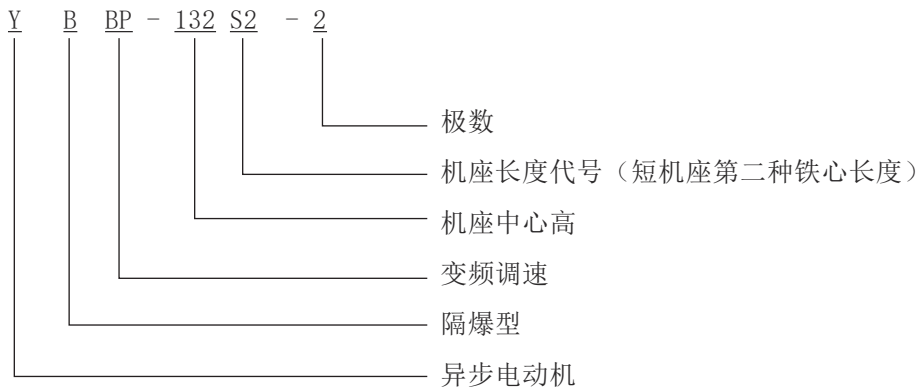 Y B BP - 132 S2 - 2
极数
机座长度代号（短机座第二种铁心长度）
机座中心高
变频调速
隔爆型
异步电动机